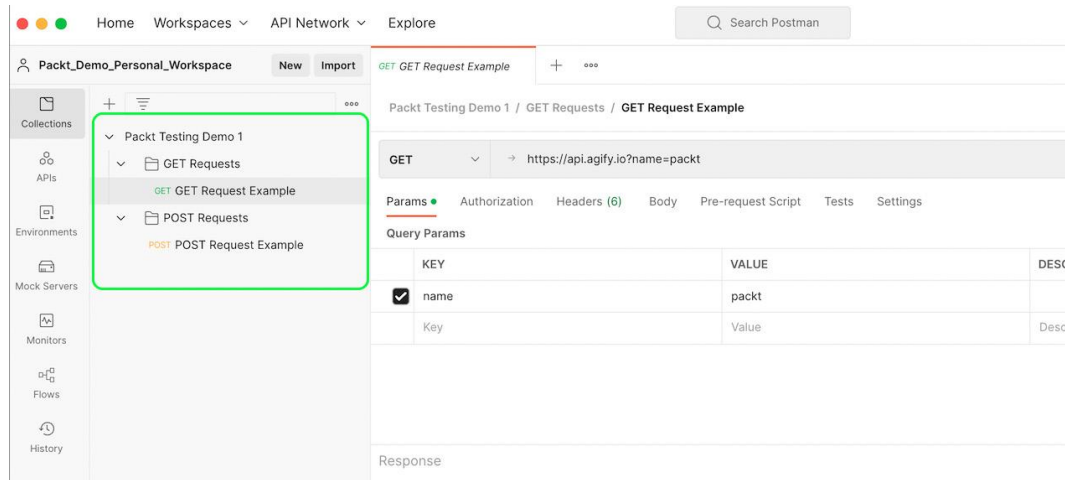 Home Workspaces API Network Explore Search Postman
Packt_Demo_Personal_Workspace New Import
GET GET Request Example
Collections
APIs
Environments
Mock Servers
Monitors
Flows
History
Packt Testing Demo 1
GET Requests
GET GET Request Example
POST Requests
POST POST Request Example
Packt Testing Demo 1 / GET Requests / GET Request Example
GET https://api.agify.io?name=packt
Params Authorization Headers (6) Body Pre-request Script Tests Settings
Query Params
KEY VALUE DESC
name packt
Key Value Desc
Response